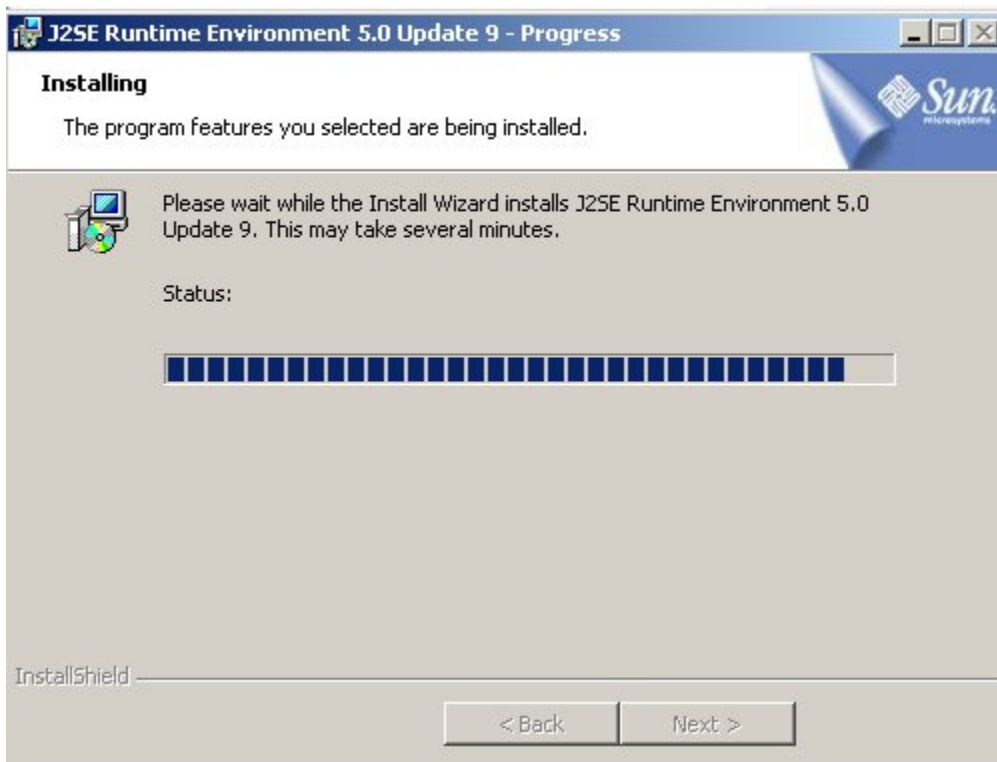 J2SE Runtime Environment 5.0 Update 9 - Progress
Installing
The program features you selected are being installed.
Sun
microsystems
Please wait while the Install Wizard installs J2SE Runtime Environment 5.0
Update 9. This may take several minutes.
Status:
InstallShield
< Back
Next >